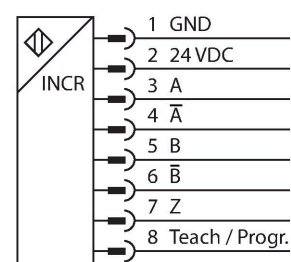 1 GND
2 24 VDC
INCR
3 A
4 A̅
5 B
6 B̅
7 Z
8 Teach / Progr.